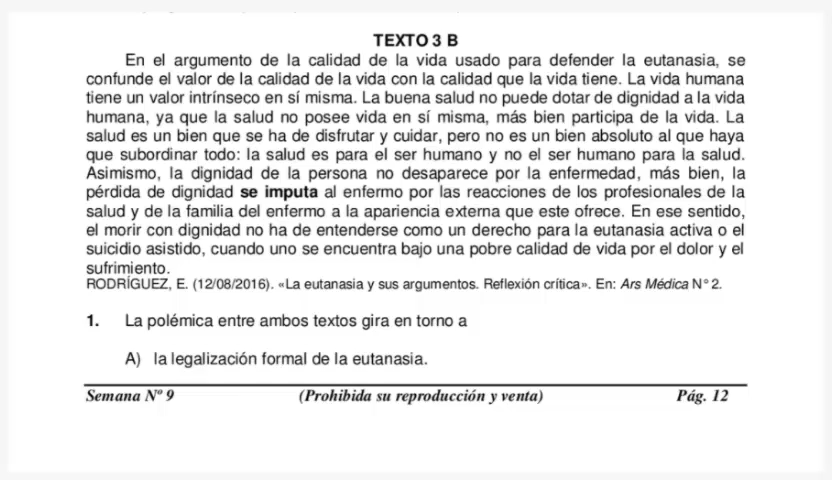 TEXTO 3 B
En el argumento de la calidad de la vida usado para defender la eutanasia, se
confunde el valor de la calidad de la vida con la calidad que la vida tiene. La vida humana
tiene un valor intrínseco en sí misma. La buena salud no puede dotar de dignidad a la vida
humana, ya que la salud no posee vida en sí misma, más bien participa de la vida. La
salud es un bien que se ha de disfrutar y cuidar, pero no es un bien absoluto al que haya
que subordinar todo: la salud es para el ser humano y no el ser humano para la salud.
Asimismo, la dignidad de la persona no desaparece por la enfermedad, más bien, la
pérdida de dignidad se imputa al enfermo por las reacciones de los profesionales de la
salud y de la familia del enfermo a la apariencia externa que este ofrece. En ese sentido,
el morir con dignidad no ha de entenderse como un derecho para la eutanasia activa o el
suicidio asistido, cuando uno se encuentra bajo una pobre calidad de vida por el dolor y el
sufrimiento.
RODRÍGUEZ, E. (12/08/2016). «La eutanasia y sus argumentos. Reflexión crítica». En: Ars Médica N° 2.
1. La polémica entre ambos textos gira en torno a
A) la legalización formal de la eutanasia.
Semana Nº 9 (Prohibida su reproducción y venta) Pág. 12